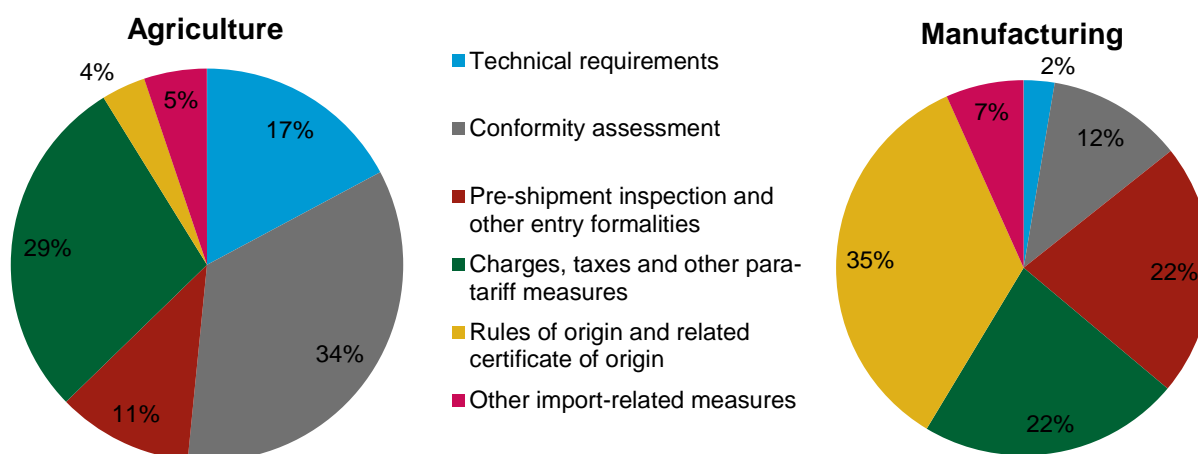 Agriculture
4%
5%
17%
29%
34%
11%
Technical requirements
Conformity assessment
Pre-shipment inspection and
other entry formalities
Charges, taxes and other para-
tariff measures
Rules of origin and related
certificate of origin
Other import-related measures
Manufacturing
2%
7%
12%
35%
22%
22%